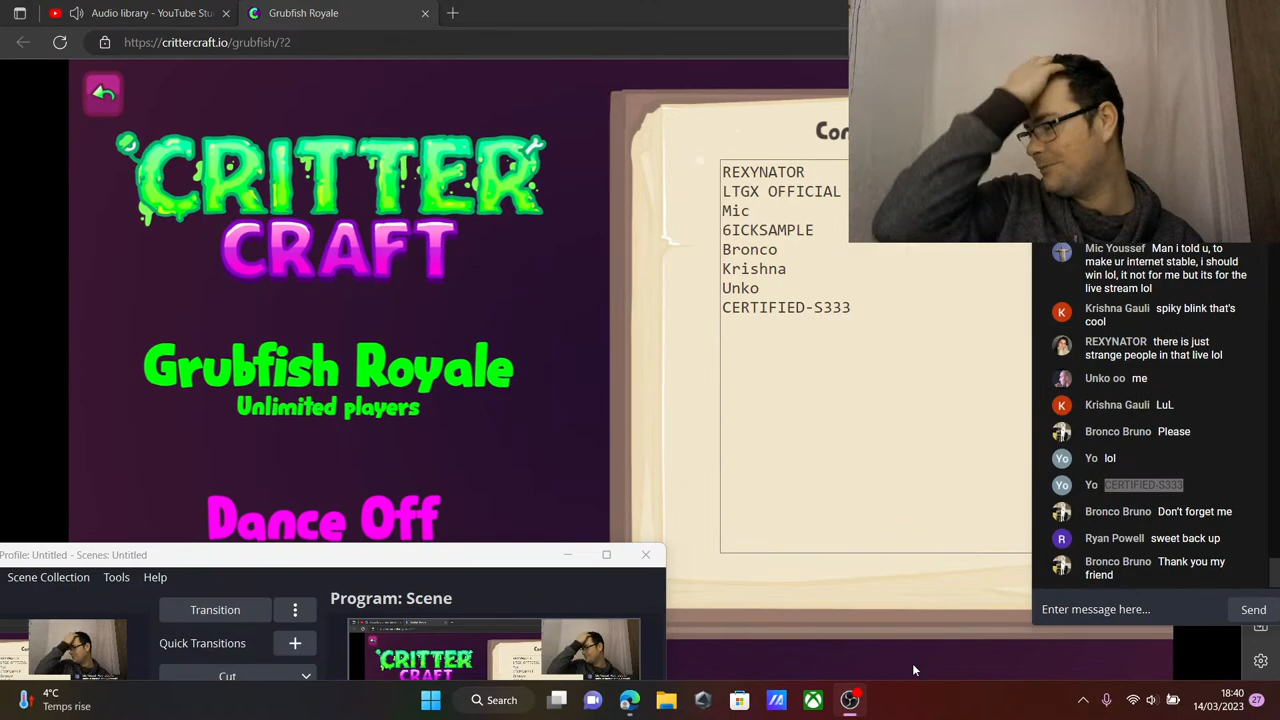 Audio library - YouTube Stu
Grubfish Royale
https://crittercraft.io/grubfish/?2
CRITTER
CRAFT
Grubfish Royale
Unlimited players
Dance Off
Con
REXYNATOR
LTGX OFFICIAL
Mic
6ICKSAMPLE
Bronco
Krishna
Unko
CERTIFIED-S333
Mic Youssef Man i told u, to
make ur internet stable, i should
win lol, it not for me but its for the
live stream lol
Krishna Gauli spiky blink that's
cool
REXYNATOR there is just
strange people in that live lol
Unko oo me
Krishna Gauli LuL
Bronco Bruno Please
Yo Yo lol
Yo Yo CERTIFIED-S333
Bronco Bruno Don't forget me
Ryan Powell sweet back up
Bronco Bruno Thank you my
friend
Enter message here...
Send
Profile: Untitled - Scenes: Untitled
Scene Collection Tools Help
Transition
Program: Scene
Quick Transitions
Cut
CRITTER
CRAFT
4°C
Temps rise
Search
18:40
14/03/2023
27